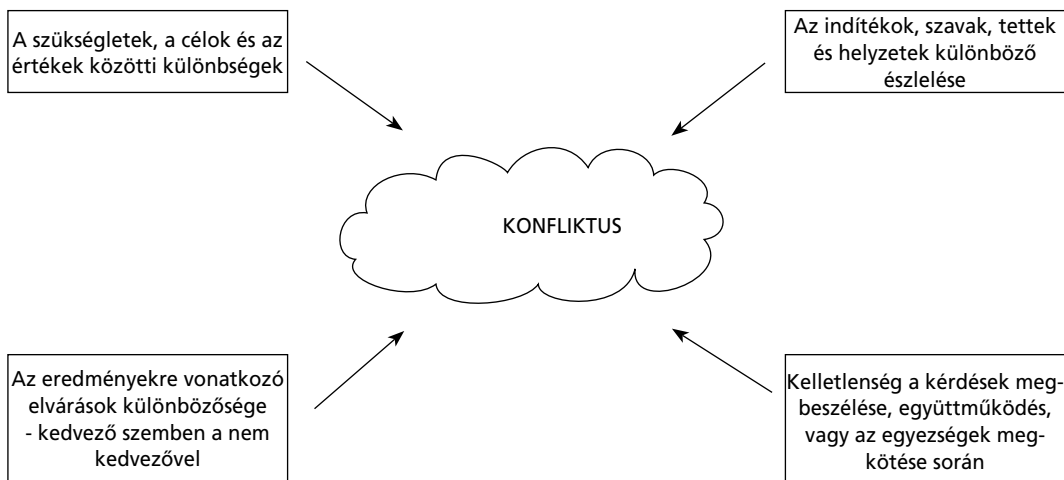 A szükségletek, a célok és az
értékek közötti különbségek
Az indítékok, szavak, tettek
és helyzetek különböző
észlelése
KONFLIKTUS
Az eredményekre vonatkozó
elvárások különbözősége
- kedvező szemben a nem
kedvezővel
Kelletlenség a kérdések meg-
beszélése, együttműködés,
vagy az egyezségek meg-
kötése során